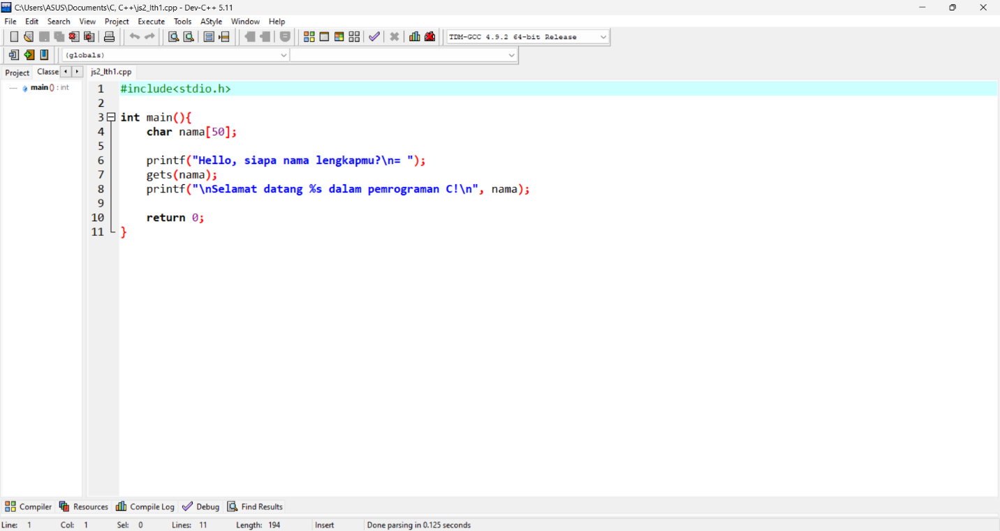 C:\Users\ASUS\Documents\C, C++\js2_lth1.cpp - Dev-C++ 5.11
File Edit Search View Project Execute Tools AStyle Window Help
TDM-GCC 4.9.2 64-bit Release
(globals)
Project Classe js2_lth1.cpp
main () : int
1 #include<stdio.h>
2
3 int main(){
4 char nama[50];
5
6 printf("Hello, siapa nama lengkapmu?\n= ");
7 gets(nama);
8 printf("\nSelamat datang %s dalam pemrograman C!\n", nama);
9
10 return 0;
11 }
Compiler Resources Compile Log Debug Find Results
Line: 1 Col: 1 Sel: 0 Lines: 11 Length: 194 Insert Done parsing in 0.125 seconds